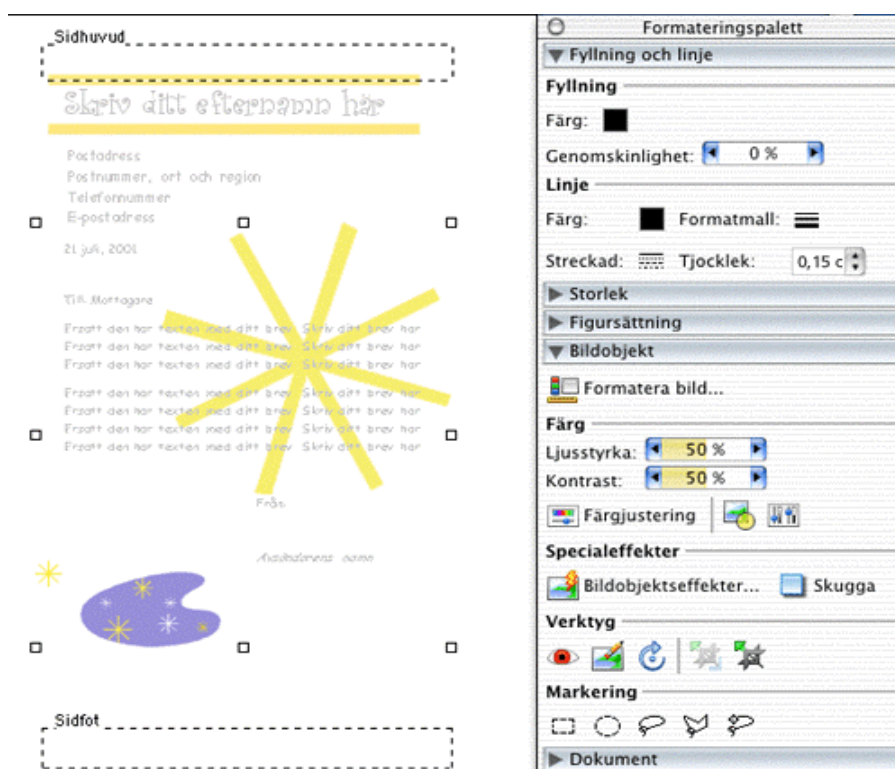 Sidhuvud
Skriv ditt efternamn här
Postadress
Postnummer, ort och region
Telefonnummer
E-postadress
21 juli, 2001
Till: Mottagare
Ersätt den här texten med ditt brev Skriv ditt brev här
Ersätt den här texten med ditt brev Skriv ditt brev här
Ersätt den här texten med ditt brev Skriv ditt brev här
Ersätt den här texten med ditt brev Skriv ditt brev här
Ersätt den här texten med ditt brev Skriv ditt brev här
Ersätt den här texten med ditt brev Skriv ditt brev här
Ersätt den här texten med ditt brev Skriv ditt brev här
Från
Avsändarens namn
Sidfot
Formateringspalett
Fyllning och linje
Fyllning
Färg:
Genomskinlighet: 0 %
Linje
Färg: Formatmall:
Streckad: Tjocklek: 0,15 c
Storlek
Figursättning
Bildobjekt
Formatera bild...
Färg
Ljusstyrka: 50 %
Kontrast: 50 %
Färgjustering
Specialeffekter
Bildobjektseffekter... Skugga
Verktyg
Markering
Dokument